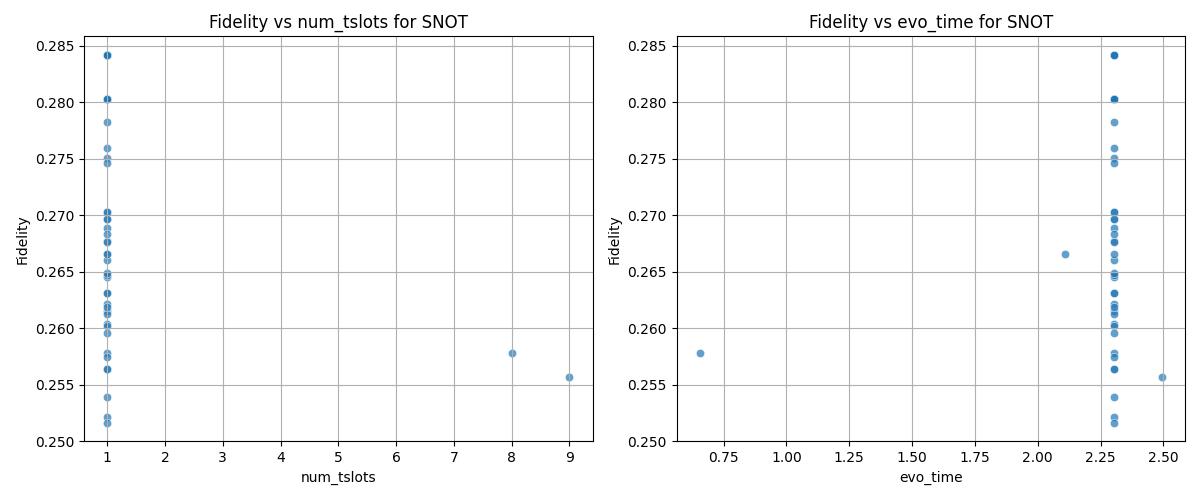 Fidelity vs num_tslots for SNOT
0.285
0.280
0.275
0.270
0.265
0.260
0.255
0.250
Fidelity
1 2 3 4 5 6 7 8 9
num_tslots
Fidelity vs evo_time for SNOT
0.285
0.280
0.275
0.270
0.265
0.260
0.255
0.250
Fidelity
0.75 1.00 1.25 1.50 1.75 2.00 2.25 2.50
evo_time